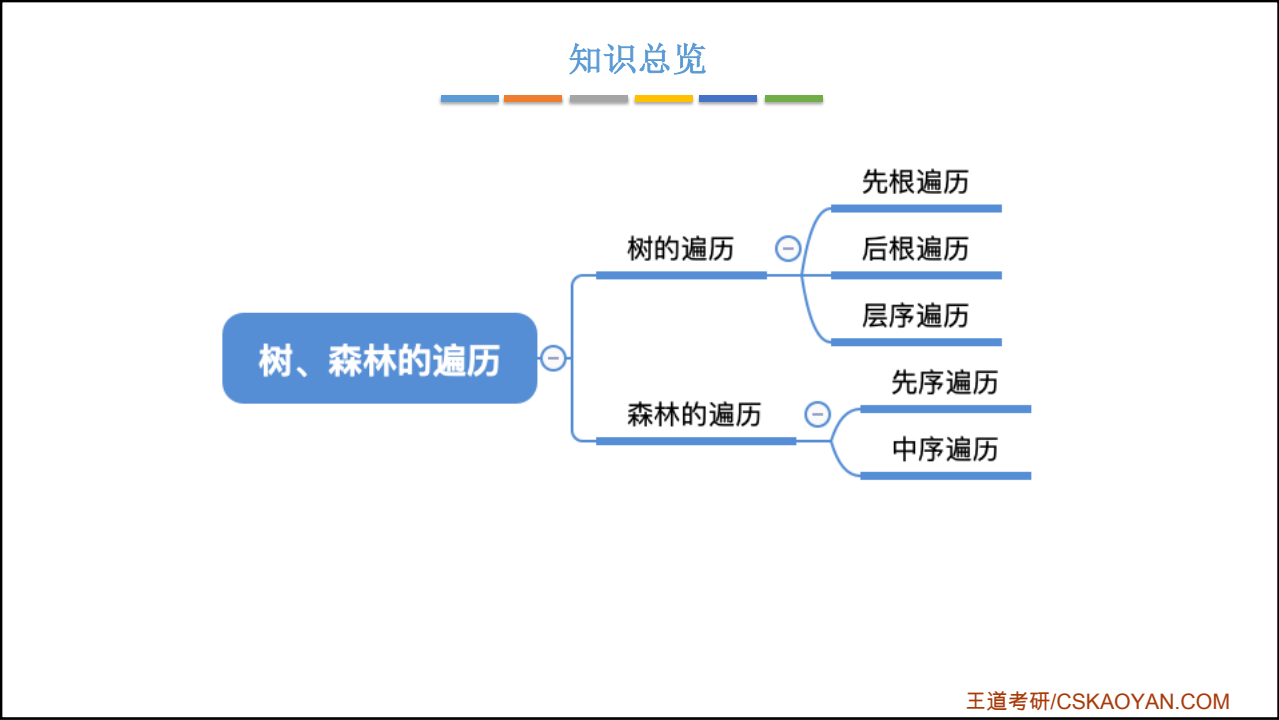 知识总览
树、森林的遍历
树的遍历
先根遍历
后根遍历
层序遍历
森林的遍历
先序遍历
中序遍历
王道考研/CSKAOYAN.COM